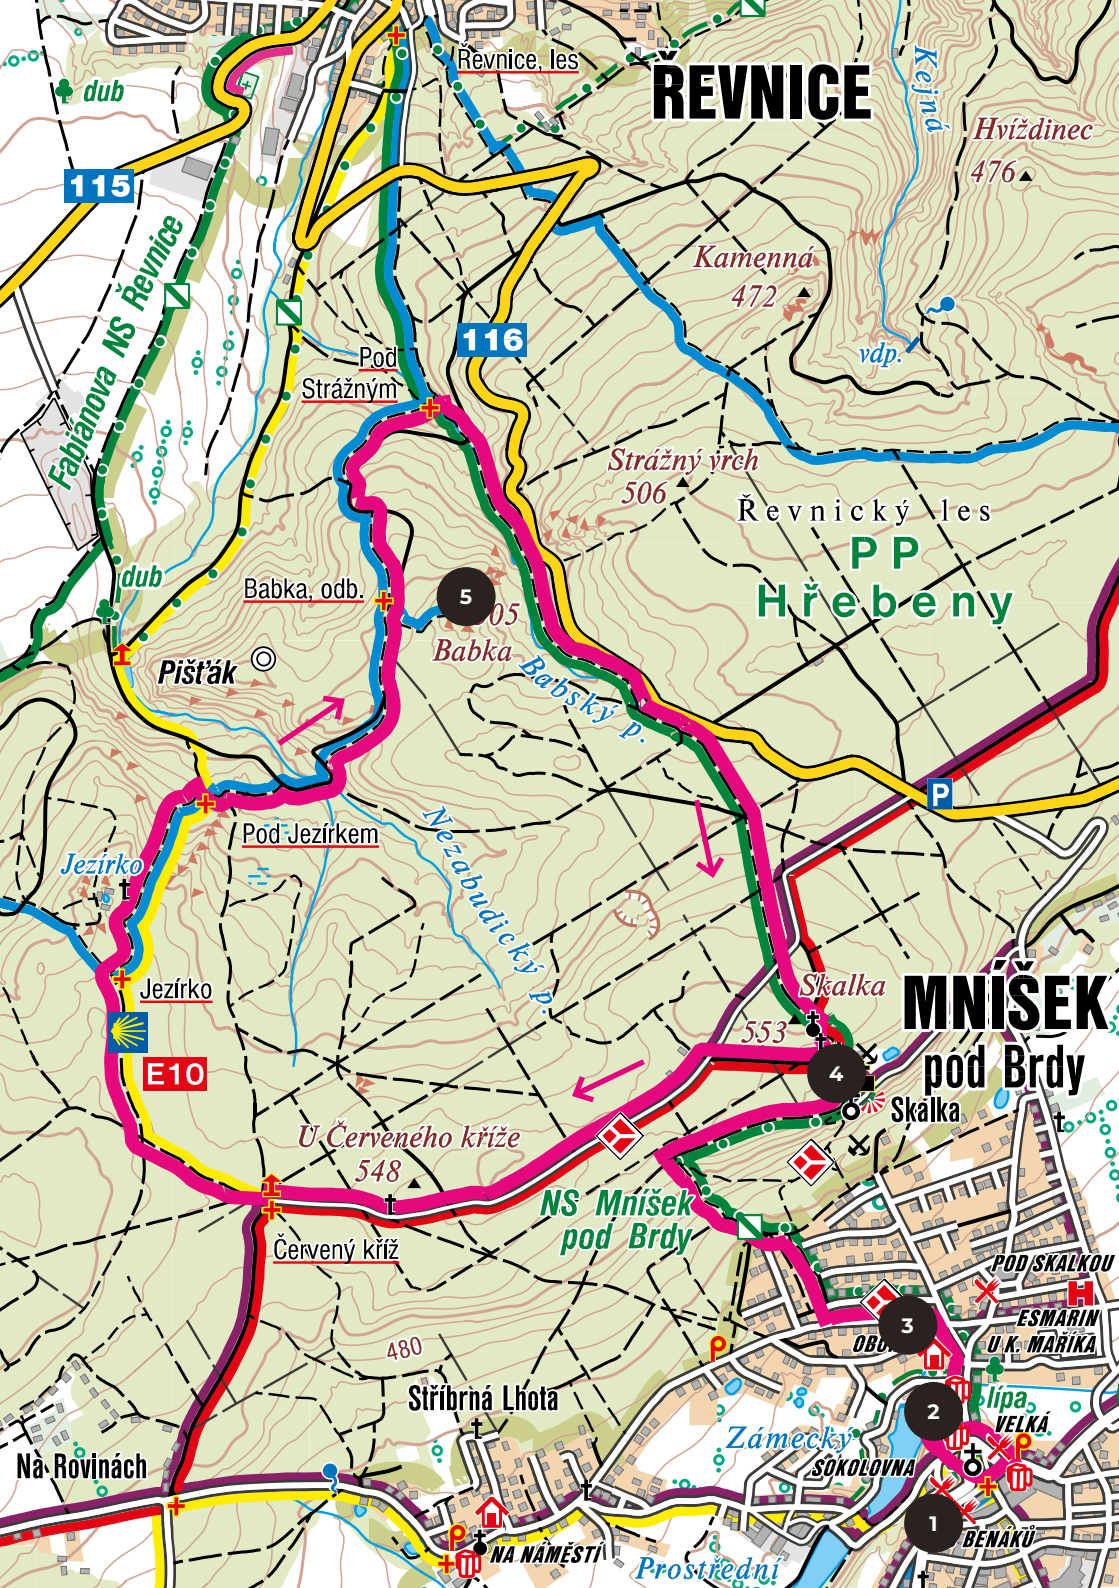 Řevnice, les
ŘEVNICE
Kejná
dub
Hvíždinec
476
115
Fabiánova NS Řevnice
Kamenná
472
116
vdp.
Pod
Strážným
Strážný vrch
506
Řevnický les
PP
Hřebeny
dub
Babka, odb.
5
05
Babka
Pišťák
Babský p.
P
Pod Jezírkem
Nezabudický p.
Jezírko
Jezírko
E10
Skalka
553
MNÍŠEK
pod Brdy
4
Skalka
U Červeného kříže
548
NS Mníšek
pod Brdy
Červený kříž
POD SKALKOU
H
ESMARIN
U K. MAŘÍKA
3
OBO
480
P
Stříbrná Lhota
lípa
2
VELKÁ
P
Zámecký
SOKOLOVNA
Na Rovinách
1
BENÁKŮ
P
NA NÁMĚSTÍ
Prostřední